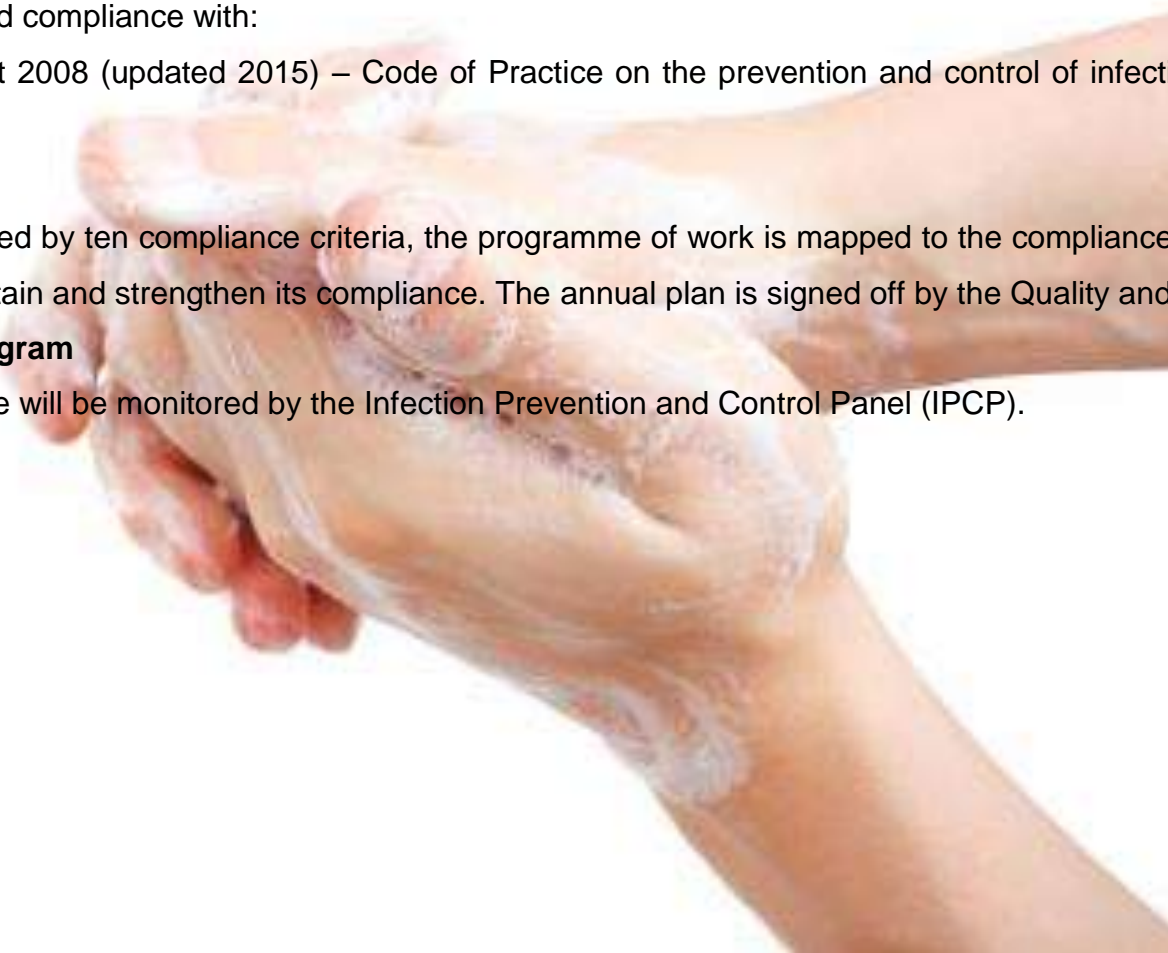 d compliance with:
t 2008 (updated 2015) – Code of Practice on the prevention and control of infecti
ed by ten compliance criteria, the programme of work is mapped to the compliance
tain and strengthen its compliance. The annual plan is signed off by the Quality and
gram
e will be monitored by the Infection Prevention and Control Panel (IPCP).